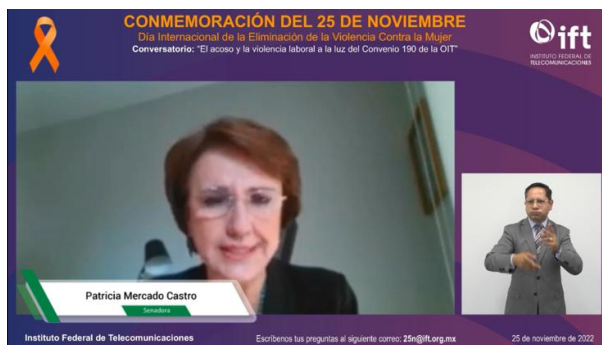 CONMEMORACIÓN DEL 25 DE NOVIEMBRE
Día Internacional de la Eliminación de la Violencia Contra la Mujer
Conversatorio: “El acoso y la violencia laboral a la luz del Convenio 190 de la OIT”
ift
INSTITUTO FEDERAL DE
TELECOMUNICACIONES
Patricia Mercado Castro
Senadora
Instituto Federal de Telecomunicaciones
Escríbenos tus preguntas al siguiente correo: 25n@ift.org.mx
25 de noviembre de 2022